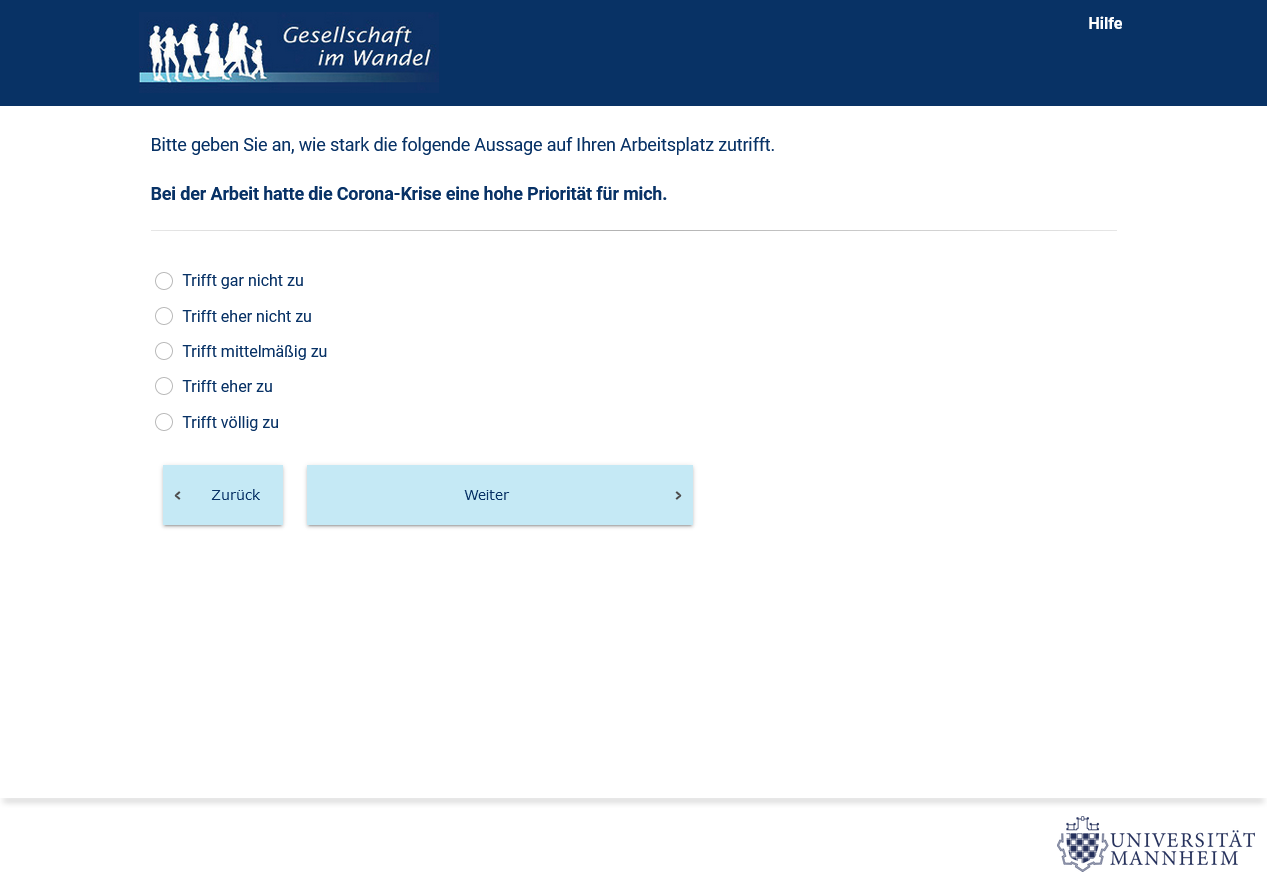 Gesellschaft
im Wandel
Hilfe
Bitte geben Sie an, wie stark die folgende Aussage auf Ihren Arbeitsplatz zutrifft.
Bei der Arbeit hatte die Corona-Krise eine hohe Priorität für mich.
Trifft gar nicht zu
Trifft eher nicht zu
Trifft mittelmäßig zu
Trifft eher zu
Trifft völlig zu
Zurück
Weiter
UNIVERSITÄT
MANNHEIM